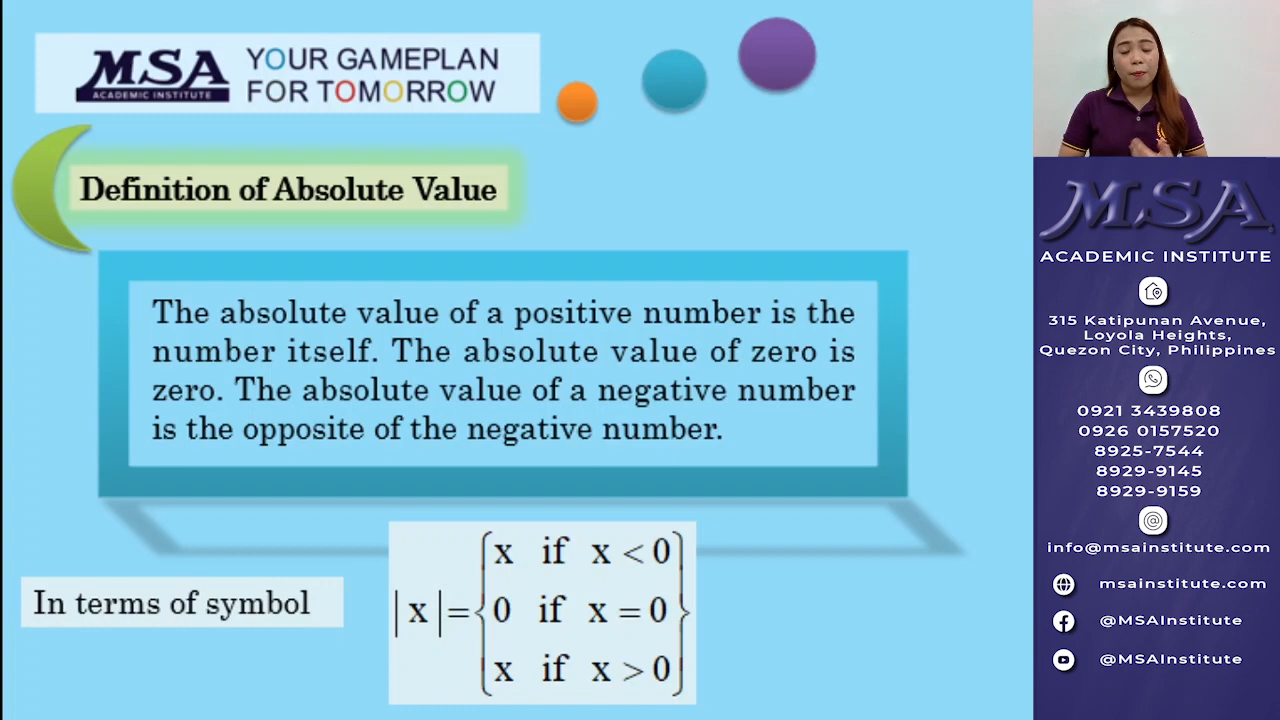 MSA
ACADEMIC INSTITUTE
YOUR GAMEPLAN
FOR TOMORROW
Definition of Absolute Value
The absolute value of a positive number is the
number itself. The absolute value of zero is
zero. The absolute value of a negative number
is the opposite of the negative number.
In terms of symbol
x if x < 0
|x|= 0 if x = 0
x if x > 0
MSA
ACADEMIC INSTITUTE
315 Katipunan Avenue,
Loyola Heights,
Quezon City, Philippines
0921 3439808
0926 0157520
8925-7544
8929-9145
8929-9159
info@msainstitute.com
msainstitute.com
@MSAInstitute
@MSAInstitute